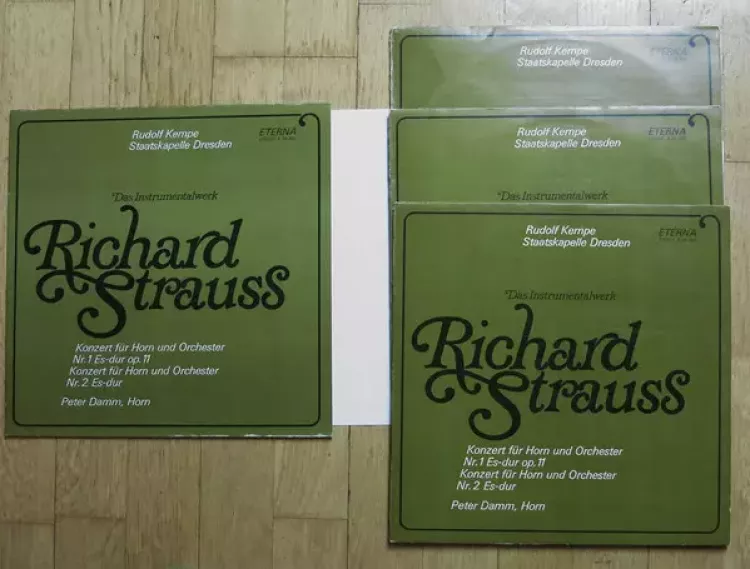 Rudolf Kempe
Staatskapelle Dresden
ETERNA
Das Instrumentalwerk
Richard
Strauss
Konzert für Horn und Orchester
Nr. 1 Es-dur op. 11
Konzert für Horn und Orchester
Nr. 2 Es-dur
Peter Damm, Horn
Rudolf Kempe
Staatskapelle Dresden
ETERNA
Rudolf Kempe
Staatskapelle Dresden
ETERNA
Das Instrumentalwerk
Rudolf Kempe
Staatskapelle Dresden
ETERNA
Das Instrumentalwerk
Richard
Strauss
Konzert für Horn und Orchester
Nr. 1 Es-dur op. 11
Konzert für Horn und Orchester
Nr. 2 Es-dur
Peter Damm, Horn